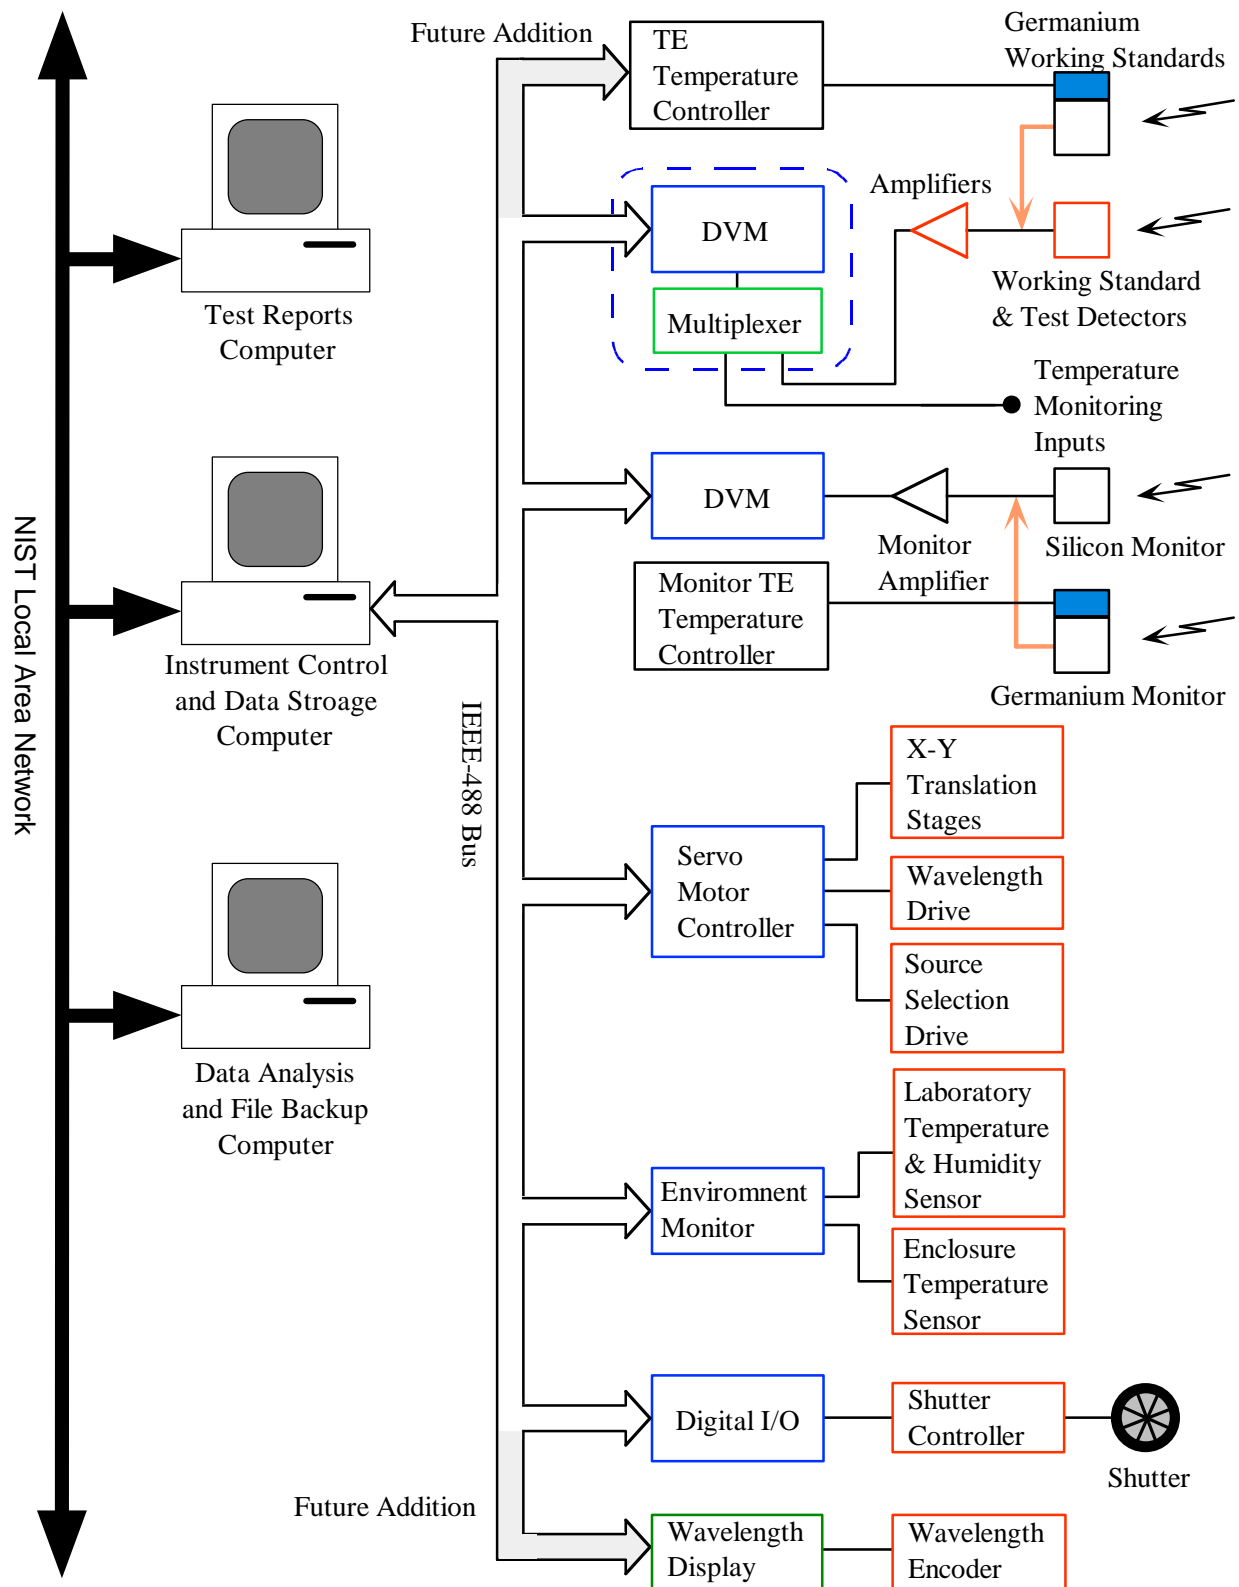 Future Addition
TE
Temperature
Controller
Germanium
Working Standards
Amplifiers
DVM
Multiplexer
Working Standard
& Test Detectors
Temperature
Monitoring
Inputs
Test Reports
Computer
DVM
Monitor
Amplifier
Silicon Monitor
Monitor TE
Temperature
Controller
Germanium Monitor
NIST Local Area Network
Instrument Control
and Data Stroage
Computer
IEEE-488 Bus
X-Y
Translation
Stages
Servo
Motor
Controller
Wavelength
Drive
Source
Selection
Drive
Data Analysis
and File Backup
Computer
Laboratory
Temperature
& Humidity
Sensor
Enviromnent
Monitor
Enclosure
Temperature
Sensor
Digital I/O
Shutter
Controller
Shutter
Future Addition
Wavelength
Display
Wavelength
Encoder